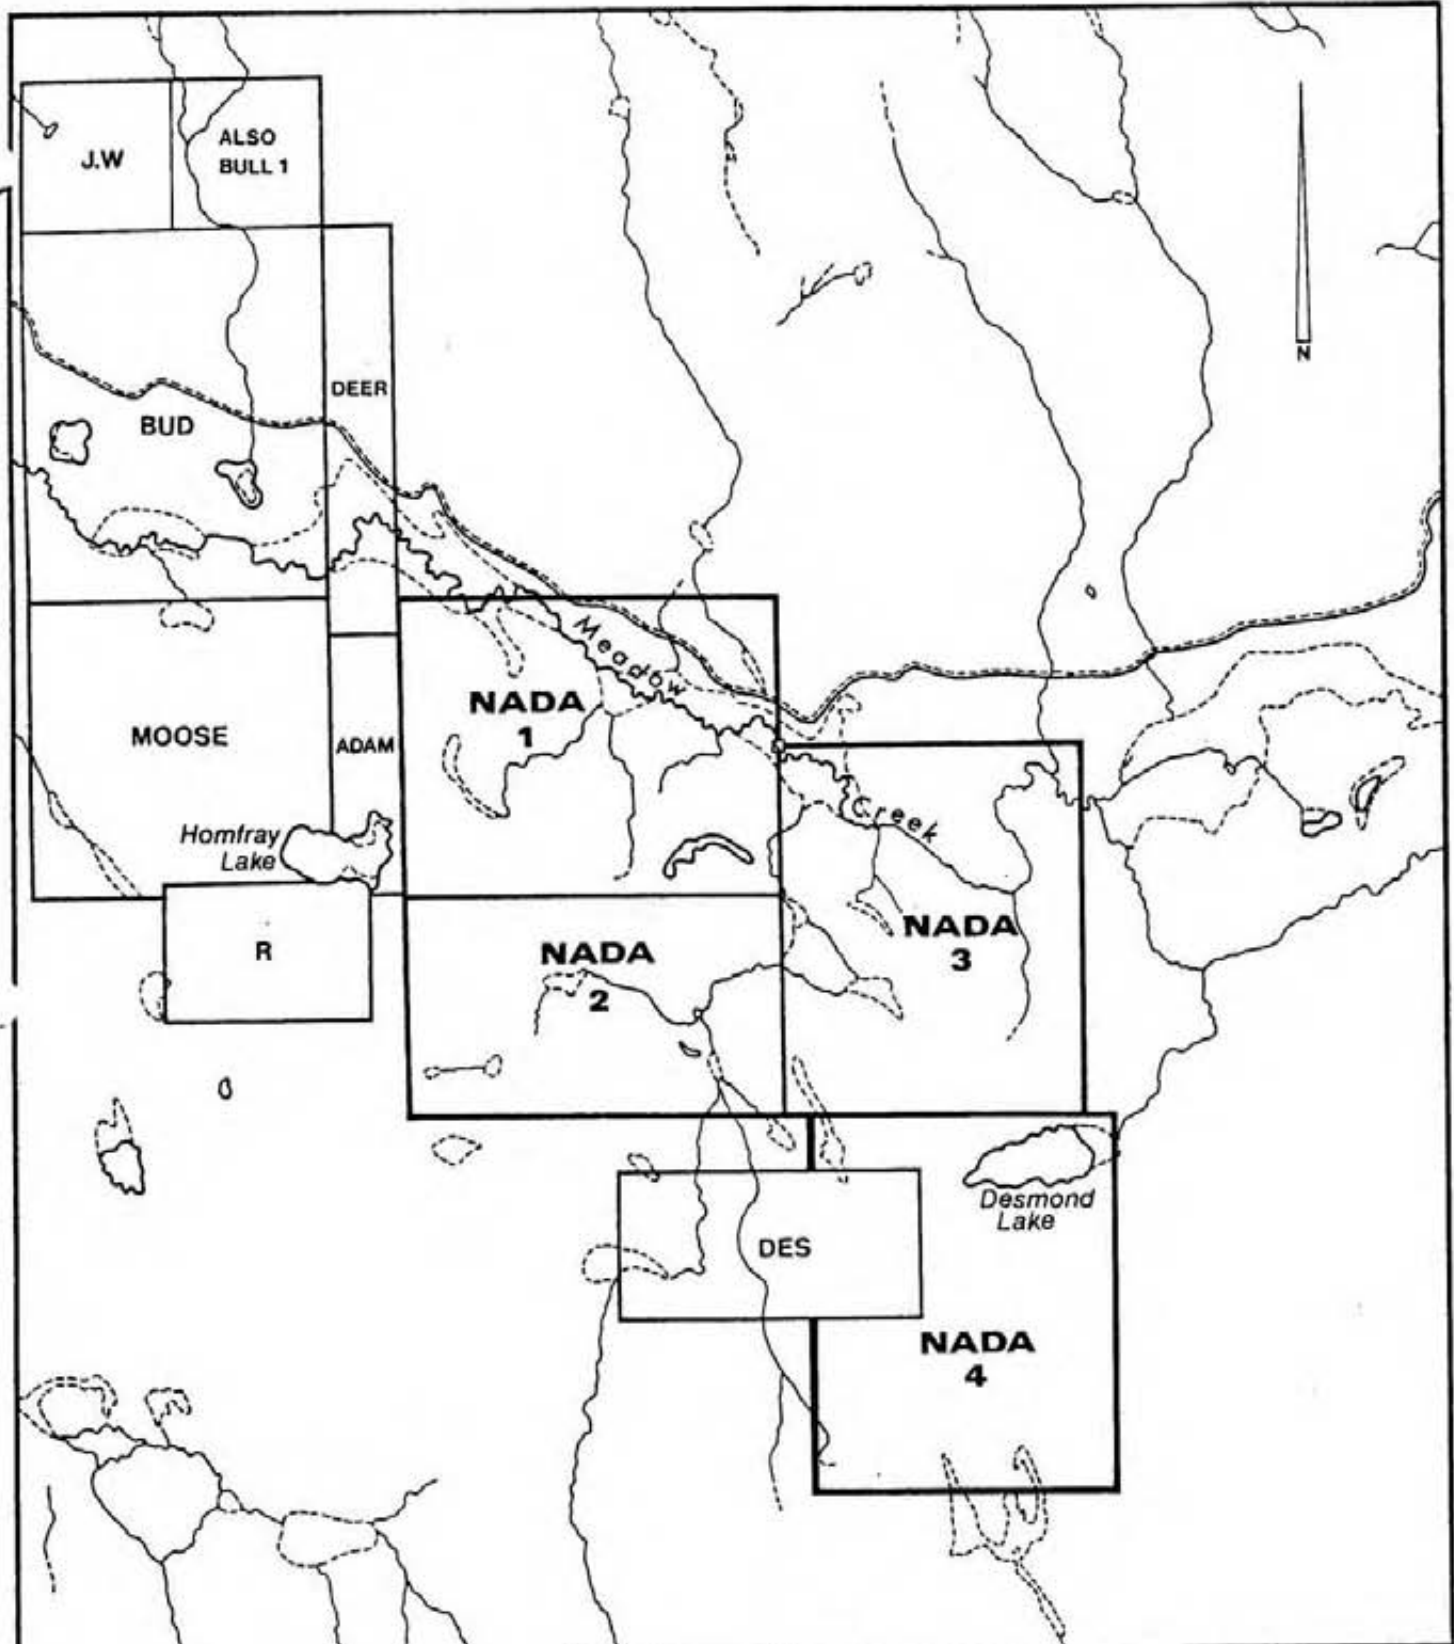 J.W
ALSO
BULL 1
N
DEER
BUD
Meadow
NADA
1
MOOSE
ADAM
Creek
Homfray
Lake
NADA
3
NADA
2
R
Desmond
Lake
DES
NADA
4